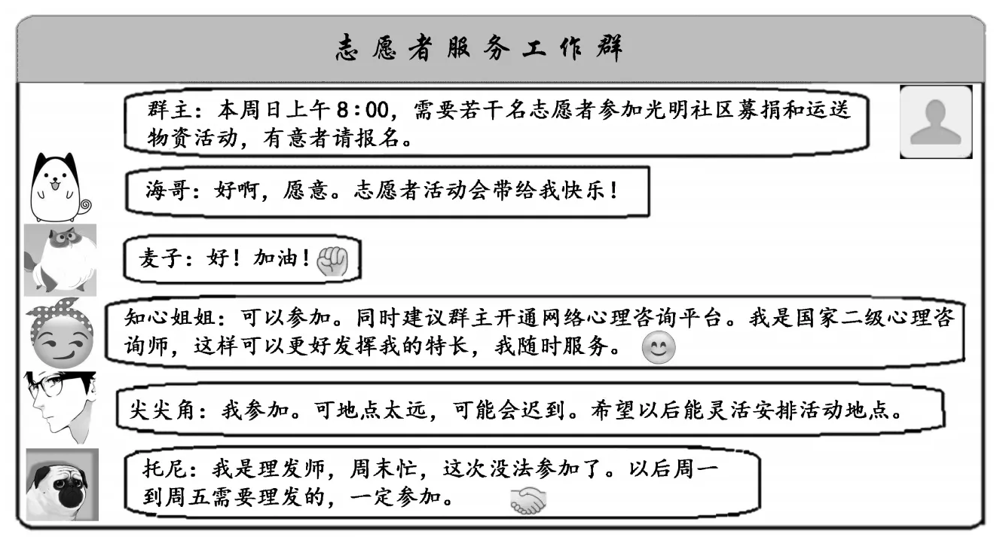 志愿者服务工作群
群主：本周日上午8:00，需要若干名志愿者参加光明社区募捐和运送
物资活动，有意者请报名。
海哥：好啊，愿意。志愿者活动会带给我快乐！
麦子：好！加油！
知心姐姐：可以参加。同时建议群主开通网络心理咨询平台。我是国家二级心理咨
询师，这样可以更好发挥我的特长，我随时服务。
尖尖角：我参加。可地点太远，可能会迟到。希望以后能灵活安排活动地点。
托尼：我是理发师，周末忙，这次没法参加了。以后周一
到周五需要理发的，一定参加。